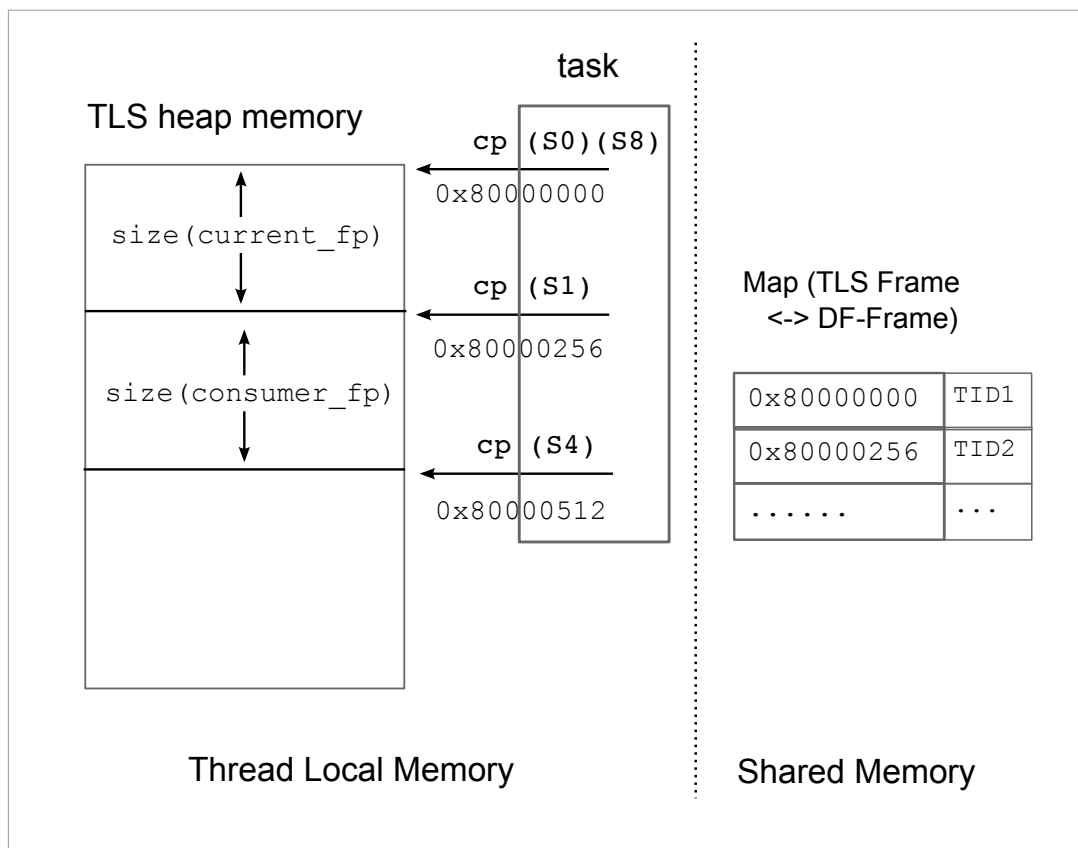 task
TLS heap memory
cp (S0)(S8)
0x80000000
size(current_fp)
cp (S1)
0x80000256
size(consumer_fp)
cp (S4)
0x80000512
Map (TLS Frame
<-> DF-Frame)
0x80000000 TID1
0x80000256 TID2
...... ...
Thread Local Memory
Shared Memory